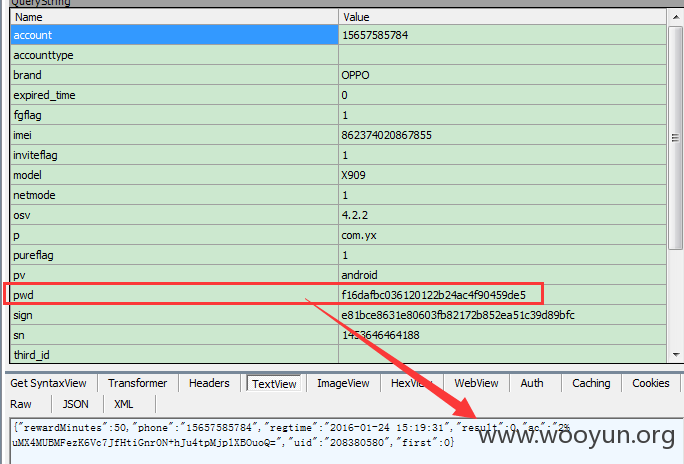 QueryString
Name Value
account 15657585784
accounttype
brand OPPO
expired_time 0
fgflag 1
imei 862374020867855
inviteflag 1
model X909
netmode 1
osv 4.2.2
p com.yx
pureflag 1
pv android
pwd f16dafbc036120122b24ac4f90459de5
sign e81bce8631e80603fb82172b852ea51c39d89bfc
sn 1453646464188
third_id
Get SyntaxView Transformer Headers TextView ImageView HexView WebView Auth Caching Cookies
Raw JSON XML
{"rewardMinutes":50,"phone":"15657585784","regtime":"2016-01-24 15:19:31","result":0,"ac":"2%
uMX4MUBMFezK6Vc7JfHtiGnrON+hJu4tpMjp1XBOuoQ=","uid":"208380580","first":0}
www.wooyun.org